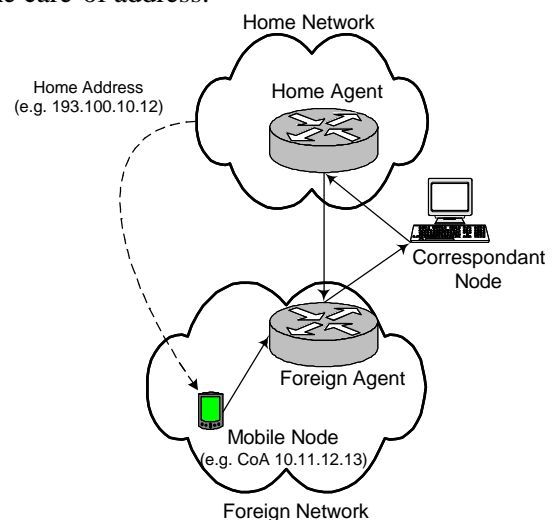 e care-of address.
Home Network
Home Address
(e.g. 193.100.10.12)
Home Agent
Correspondant
Node
Foreign Agent
Mobile Node
(e.g. CoA 10.11.12.13)
Foreign Network